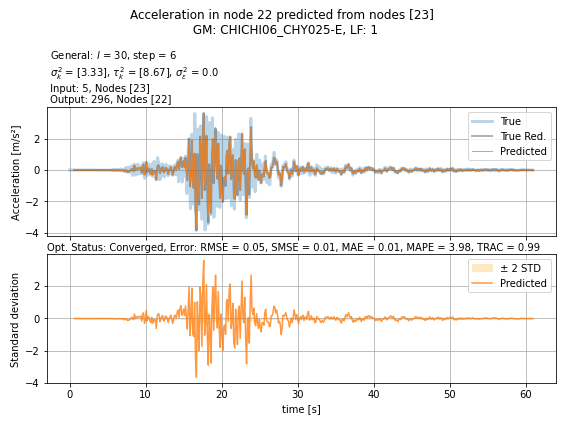 Acceleration in node 22 predicted from nodes [23]
GM: CHICHI06_CHY025-E, LF: 1
General: l = 30, step = 6
σ²ₖ = [3.33], τ²ₖ = [8.67], σ²ε = 0.0
Input: 5, Nodes [23]
Output: 296, Nodes [22]
Acceleration [m/s²]
2
0
−2
−4
True
True Red.
Predicted
Opt. Status: Converged, Error: RMSE = 0.05, SMSE = 0.01, MAE = 0.01, MAPE = 3.98, TRAC = 0.99
Standard deviation
2
0
−2
−4
± 2 STD
Predicted
0 10 20 30 40 50 60
time [s]